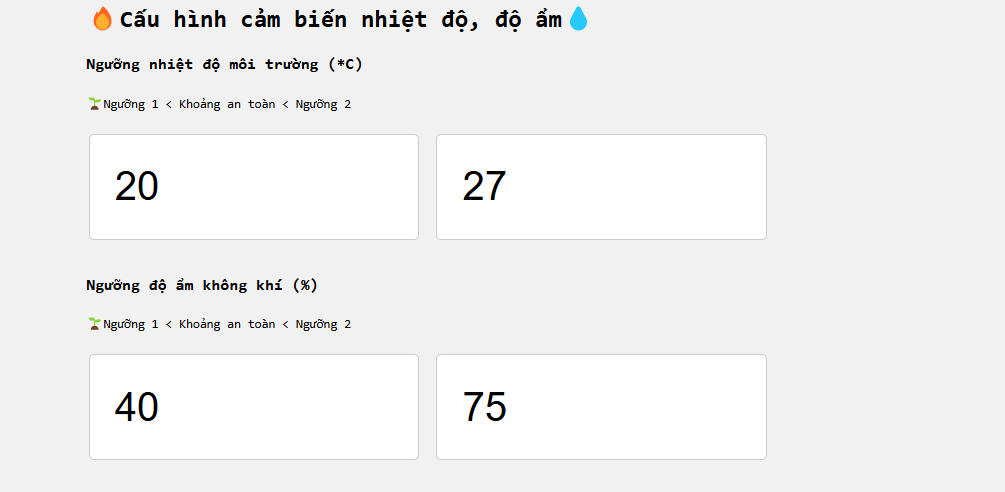 🔥Cấu hình cảm biến nhiệt độ, độ ẩm💧
Ngưỡng nhiệt độ môi trường (*C)
🌱Ngưỡng 1 < Khoảng an toàn < Ngưỡng 2
20 27
Ngưỡng độ ẩm không khí (%)
🌱Ngưỡng 1 < Khoảng an toàn < Ngưỡng 2
40 75